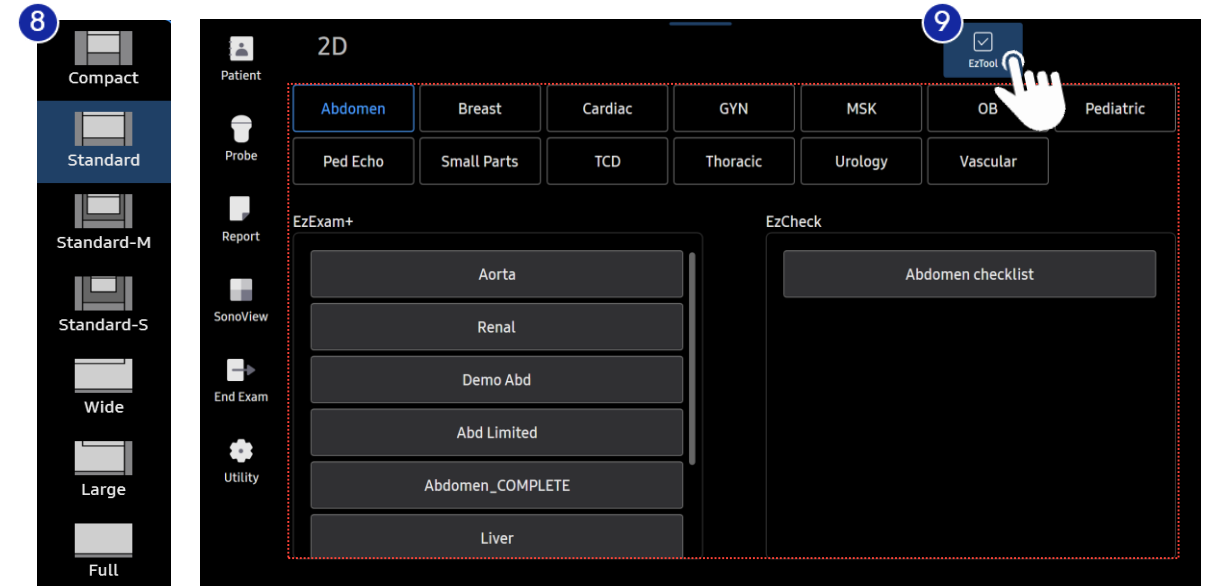 8
Compact
Standard
Standard-M
Standard-S
Wide
Large
Full
9
2D
EzTool
Patient
Probe
Report
SonoView
End Exam
Utility
Abdomen Breast Cardiac GYN MSK OB Pediatric
Ped Echo Small Parts TCD Thoracic Urology Vascular
EzExam+
Aorta
Renal
Demo Abd
Abd Limited
Abdomen_COMPLETE
Liver
EzCheck
Abdomen checklist